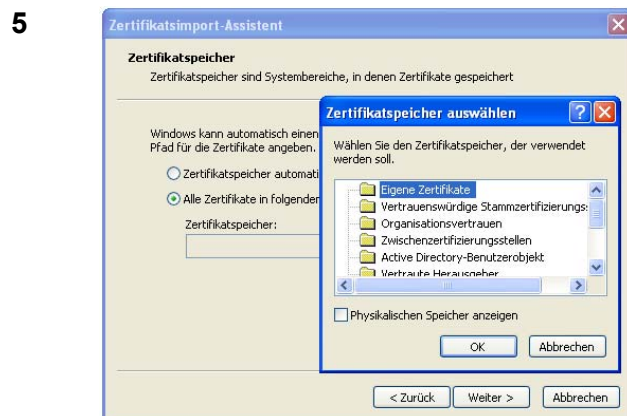 5
Zertifikatsimport-Assistent
Zertifikatspeicher
Zertifikatspeicher sind Systembereiche, in denen Zertifikate gespeichert
Windows kann automatisch einen
Pfad für die Zertifikate angeben.
Zertifikatspeicher automati
Alle Zertifikate in folgenden
Zertifikatspeicher:
Zertifikatspeicher auswählen
Wählen Sie den Zertifikatspeicher, der verwendet
werden soll.
Eigene Zertifikate
Vertrauenswürdige Stammzertifizierungs
Organisationsvertrauen
Zwischenzertifizierungsstellen
Active Directory-Benutzerobjekt
Vertraute Herausgeber
Physikalischen Speicher anzeigen
OK Abbrechen
< Zurück Weiter > Abbrechen